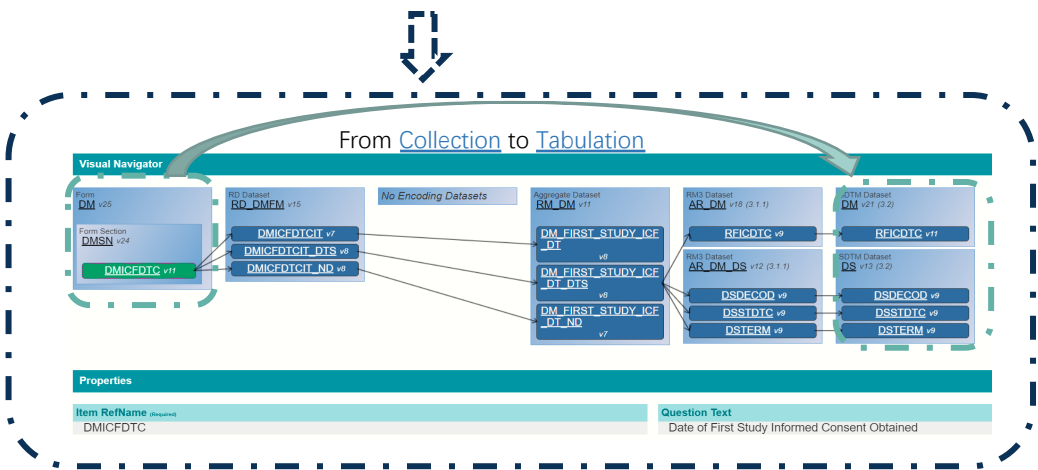 From Collection to Tabulation
Visual Navigator
Form
DM v25
Form Section
DMSN v24
DMICFDTC v11
RD Dataset
RD_DMFM v15
DMICFDTCIT v7
DMICFDTCIT_DTS v8
DMICFDTCIT_ND v8
No Encoding Datasets
Aggregate Dataset
RM_DM v11
DM_FIRST_STUDY_ICF
_DT
v8
DM_FIRST_STUDY_ICF
_DT_DTS
v8
DM_FIRST_STUDY_ICF
_DT_ND
v7
RM3 Dataset
AR_DM v18 (3.1.1)
RFICDTC v9
RM3 Dataset
AR_DM_DS v12 (3.1.1)
DSDECOD v9
DSSTDTC v9
DSTERM v9
SDTM Dataset
DM v21 (3.2)
RFICDTC v11
SDTM Dataset
DS v13 (3.2)
DSDECOD v9
DSSTDTC v9
DSTERM v9
Properties
Item RefName (Required)
DMICFDTC
Question Text
Date of First Study Informed Consent Obtained